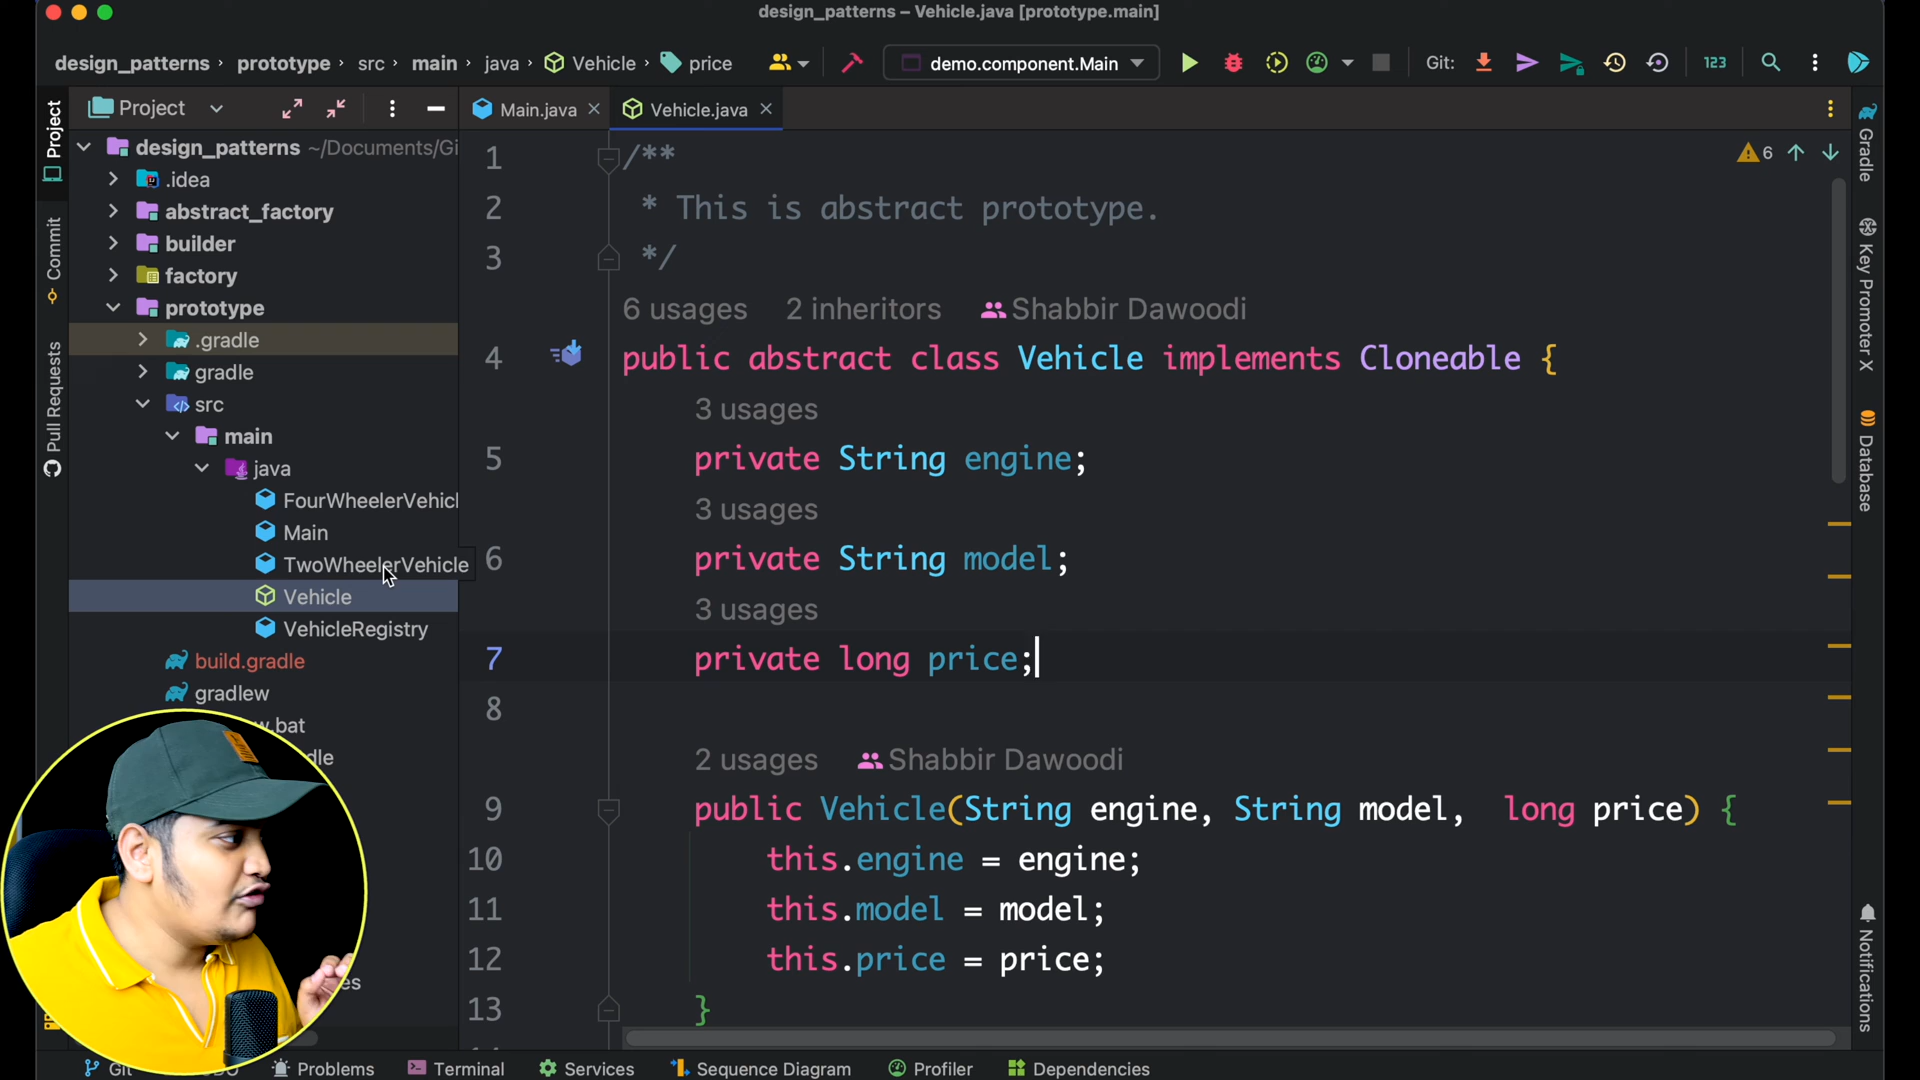 design_patterns – Vehicle.java [prototype.main]
design_patterns › prototype › src › main › java › Vehicle › price
demo.component.Main
Git:
123
Project
Main.java
Vehicle.java
design_patterns ~/Documents/Gi
.idea
abstract_factory
builder
factory
prototype
.gradle
gradle
src
main
java
FourWheelerVehicl
Main
TwoWheelerVehicle
Vehicle
VehicleRegistry
build.gradle
gradlew
w.bat
dle
es
Project
Commit
Pull Requests
6
1 /**
2 * This is abstract prototype.
3 */
6 usages 2 inheritors Shabbir Dawoodi
4 public abstract class Vehicle implements Cloneable {
3 usages
5 private String engine;
3 usages
6 private String model;
3 usages
7 private long price;
8
2 usages Shabbir Dawoodi
9 public Vehicle(String engine, String model, long price) {
10 this.engine = engine;
11 this.model = model;
12 this.price = price;
13 }
Gradle
Key Promoter X
Database
Notifications
Git
Problems
Terminal
Services
Sequence Diagram
Profiler
Dependencies